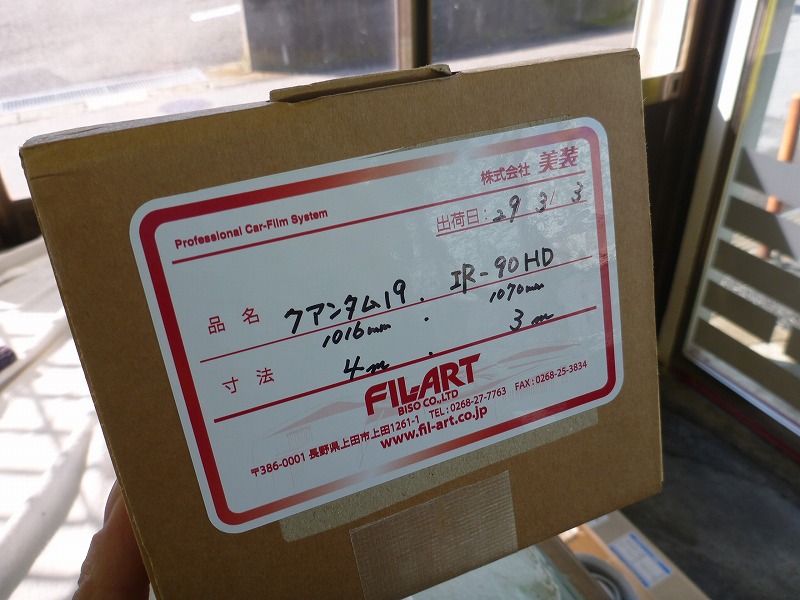 Professional Car-Film System
株式会社 美装
出荷日: 29 3/3
品名 クアンタム19. IR-90HD
1016mm . 1070mm
寸法 4m . 3m
FIL-ART
BISO CO.,LTD
〒386-0001 長野県上田市上田1261-1 TEL:0268-27-7763 FAX:0268-25-3834
www.fil-art.co.jp